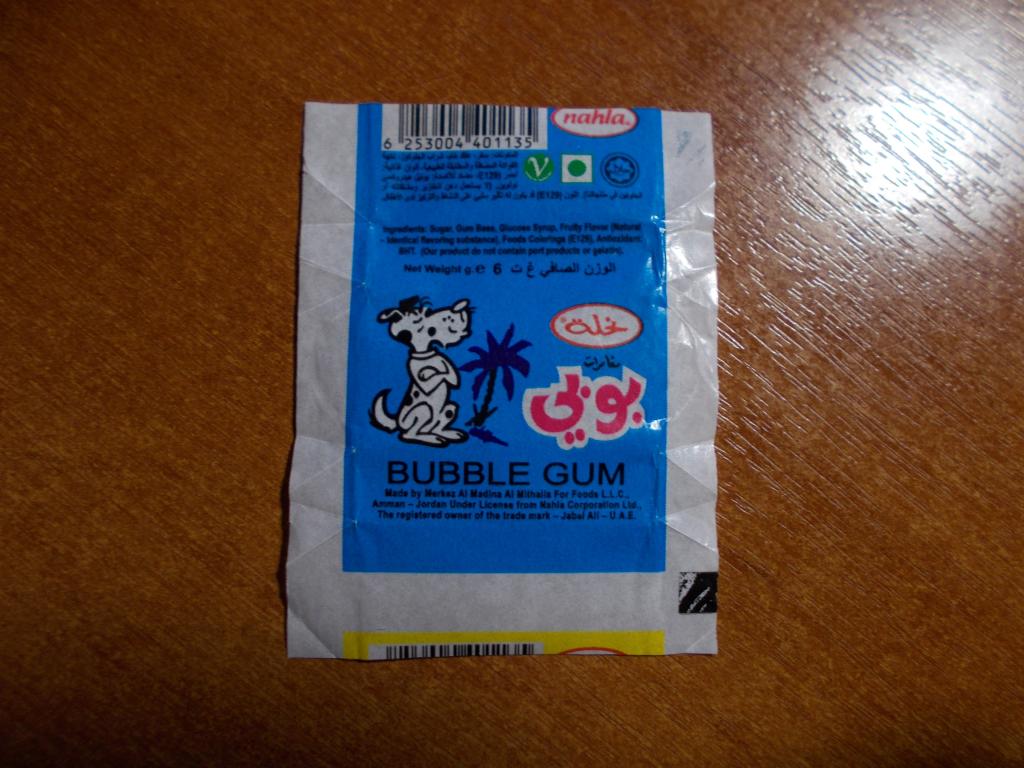 nahla.
6 253004 401135
V
Ingredients: Sugar, Gum Base, Glucose Syrup, Fruity Flavor (Natural
- Identical flavoring substance), Foods Colorings (E129), Antioxidant:
BHT. (Our product do not contain port products or gelatin).
Net Weight g.e 6 الوزن الصافي غ ت
نخلة
مغامرات
بوبي
BUBBLE GUM
Made by Merkez Al Madina Al Mithalia For Foods L.L.C.,
Amman – Jordan Under License from Nahla Corporation Ltd.,
The registered owner of the trade mark – Jabal Ali – U.A.E.